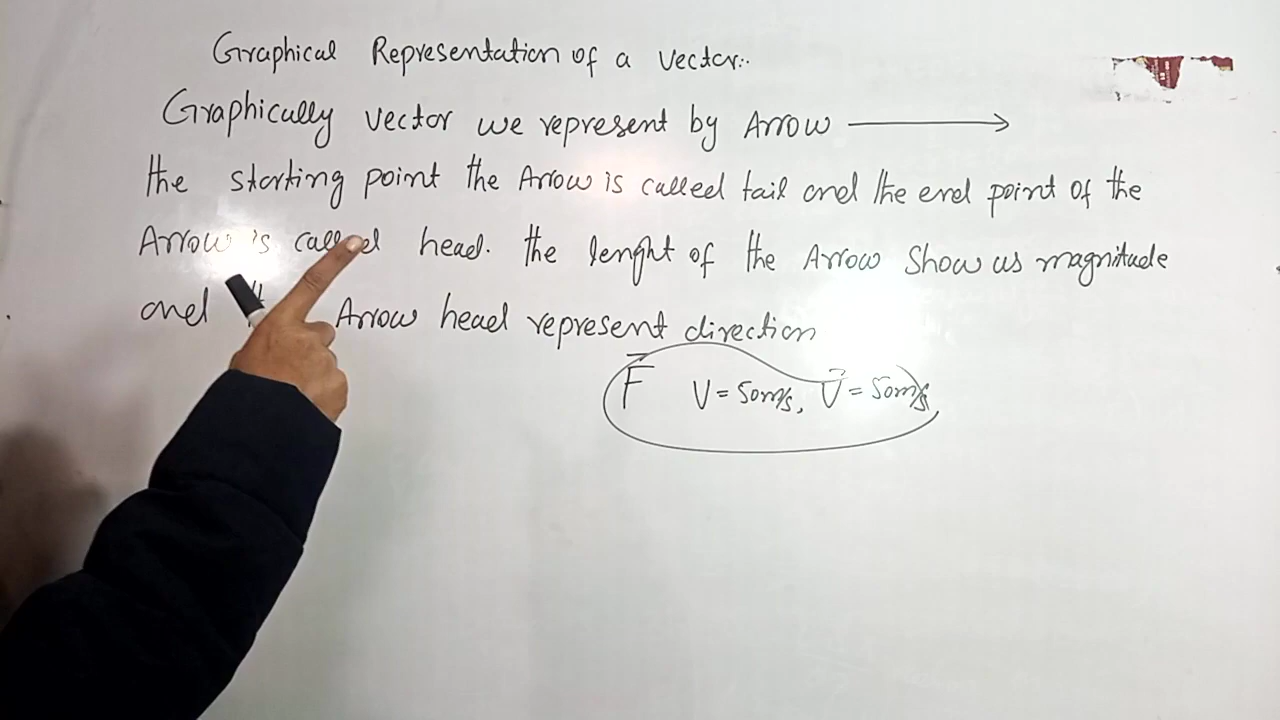 Graphical Representation of a vector:.
Graphically vector we represent by Arrow ⟶
the starting point the Arrow is called tail and the end point of the
Arrow is called head. the lenght of the Arrow Show us magnitude
and Arrow head represent direction
F⃗ V = 50m/s, V⃗ = 50m/s